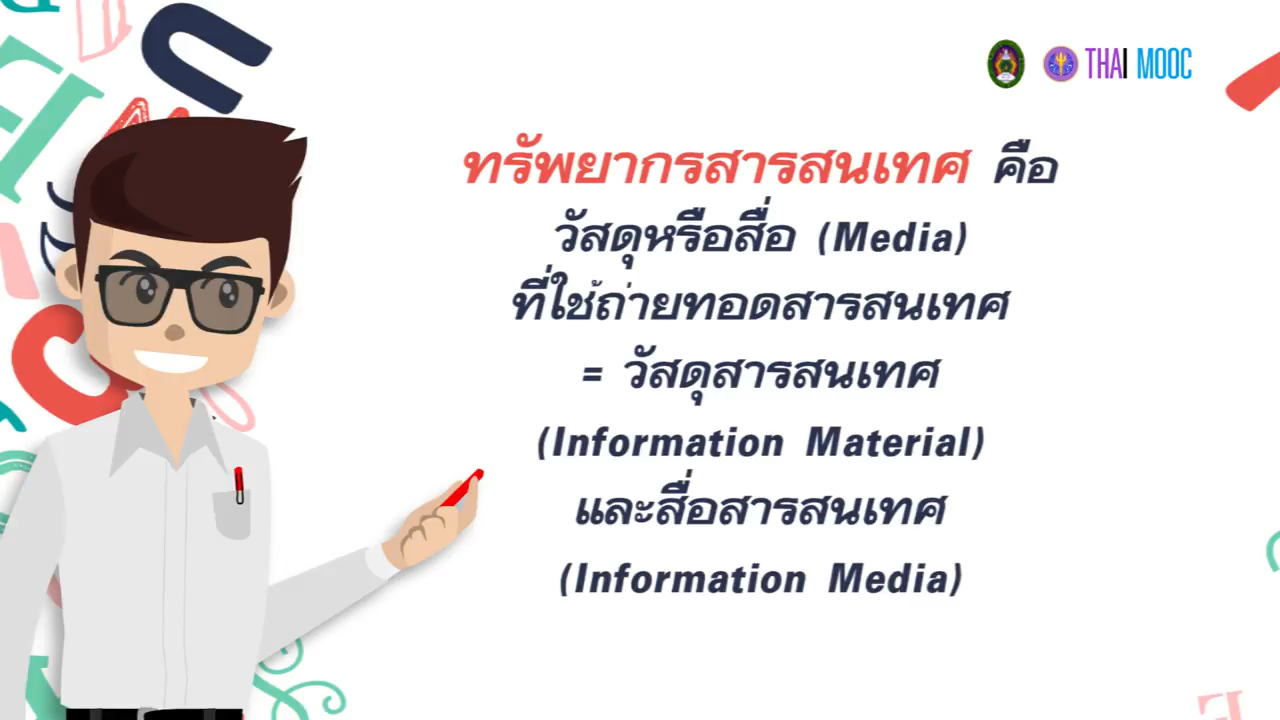 THAI MOOC
ทรัพยากรสารสนเทศ คือ
วัสดุหรือสื่อ (Media)
ที่ใช้ถ่ายทอดสารสนเทศ
= วัสดุสารสนเทศ
(Information Material)
และสื่อสารสนเทศ
(Information Media)